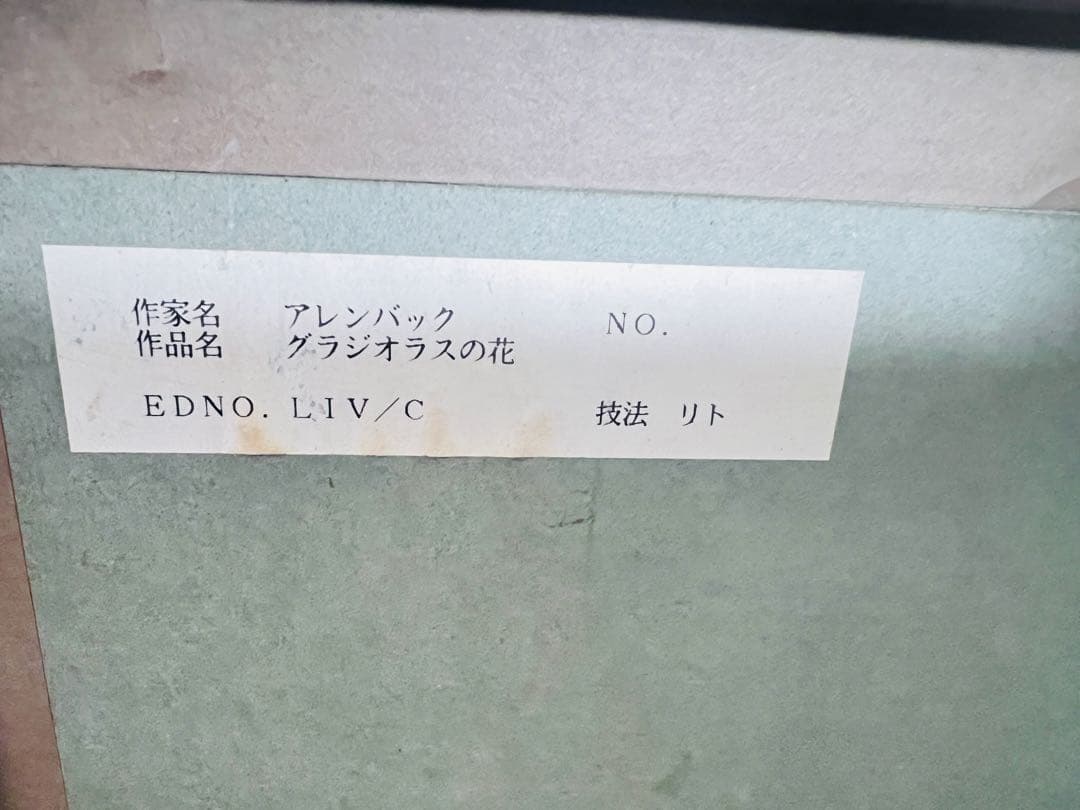 作家名 アレンバック NO.
作品名 グラジオラスの花
EDNO. LIV/C 技法 リト